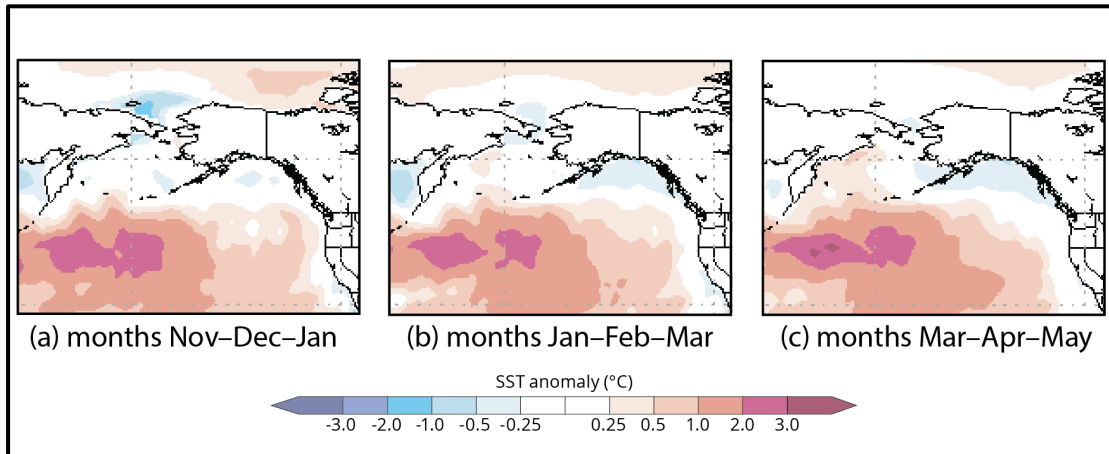 (a) months Nov–Dec–Jan
(b) months Jan–Feb–Mar
(c) months Mar–Apr–May
SST anomaly (°C)
-3.0 -2.0 -1.0 -0.5 -0.25 0.25 0.5 1.0 2.0 3.0